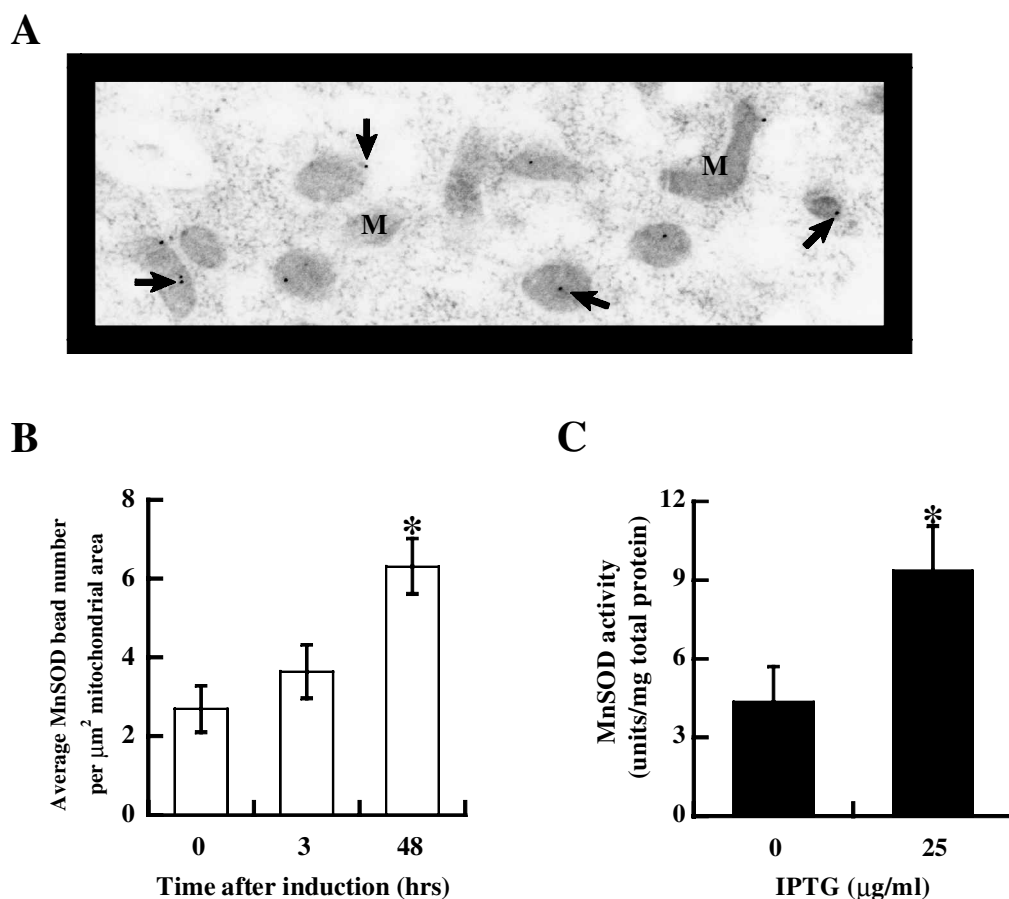 A
M
M
B
Average MnSOD bead number
per μm² mitochondrial area
8
6
4
2
0
*
0 3 48
Time after induction (hrs)
C
MnSOD activity
(units/mg total protein)
12
9
6
3
0
*
0 25
IPTG (μg/ml)